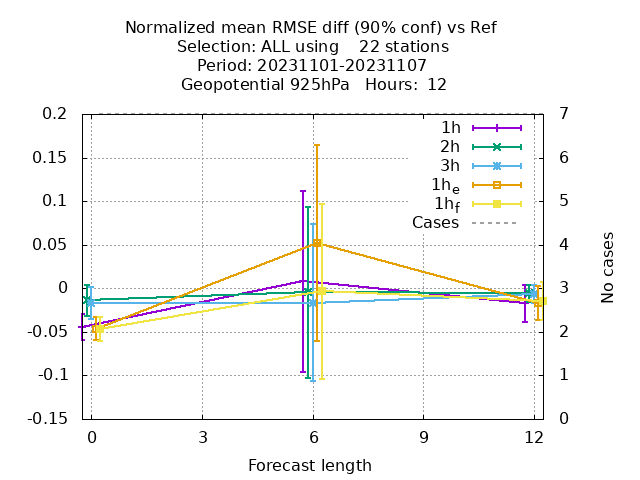 Normalized mean RMSE diff (90% conf) vs Ref
Selection: ALL using    22 stations
Period: 20231101-20231107
Geopotential 925hPa   Hours:  12
0.2
0.15
0.1
0.05
0
-0.05
-0.1
-0.15
7
6
5
4
3
2
1
0
1h
2h
3h
1he
1hf
Cases
No cases
0 3 6 9 12
Forecast length